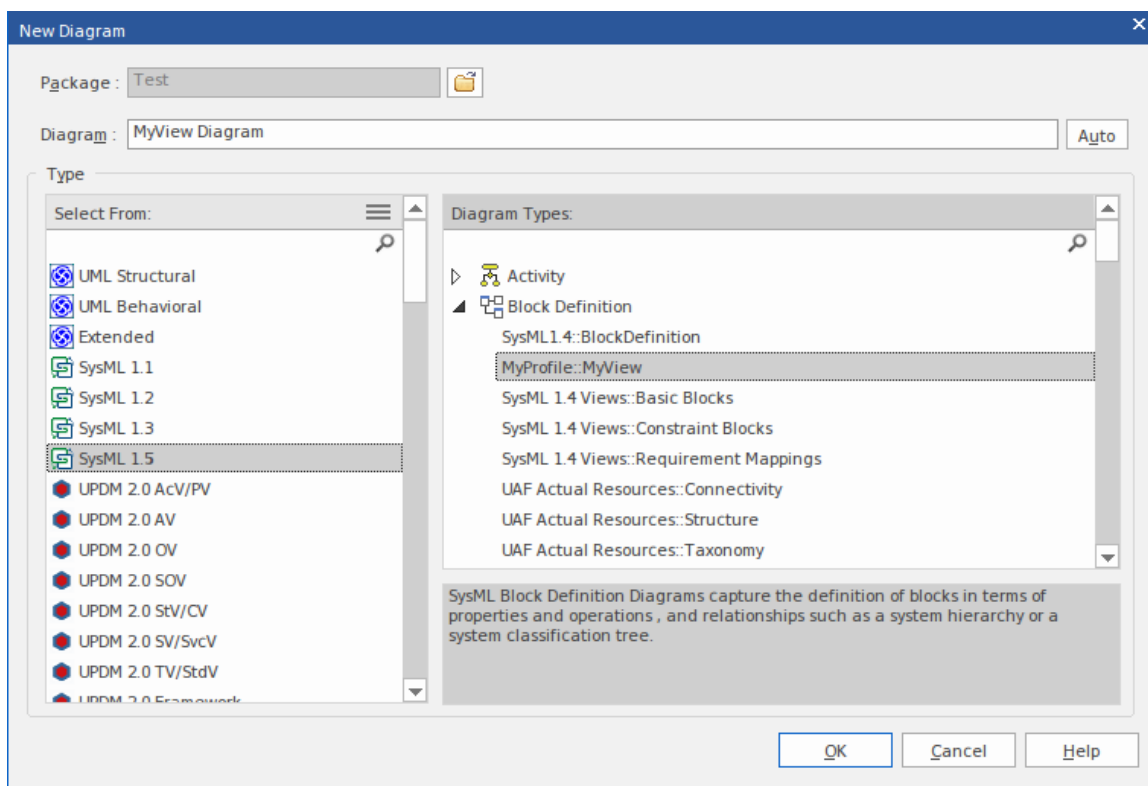 New Diagram
Package : Test
Diagram : MyView Diagram Auto
Type
Select From:
UML Structural
UML Behavioral
Extended
SysML 1.1
SysML 1.2
SysML 1.3
SysML 1.5
UPDM 2.0 AcV/PV
UPDM 2.0 AV
UPDM 2.0 OV
UPDM 2.0 SOV
UPDM 2.0 StV/CV
UPDM 2.0 SV/SvcV
UPDM 2.0 TV/StdV
UPDM 2.0 Framework
Diagram Types:
Activity
Block Definition
SysML1.4::BlockDefinition
MyProfile::MyView
SysML 1.4 Views::Basic Blocks
SysML 1.4 Views::Constraint Blocks
SysML 1.4 Views::Requirement Mappings
UAF Actual Resources::Connectivity
UAF Actual Resources::Structure
UAF Actual Resources::Taxonomy
SysML Block Definition Diagrams capture the definition of blocks in terms of
properties and operations , and relationships such as a system hierarchy or a
system classification tree.
OK Cancel Help